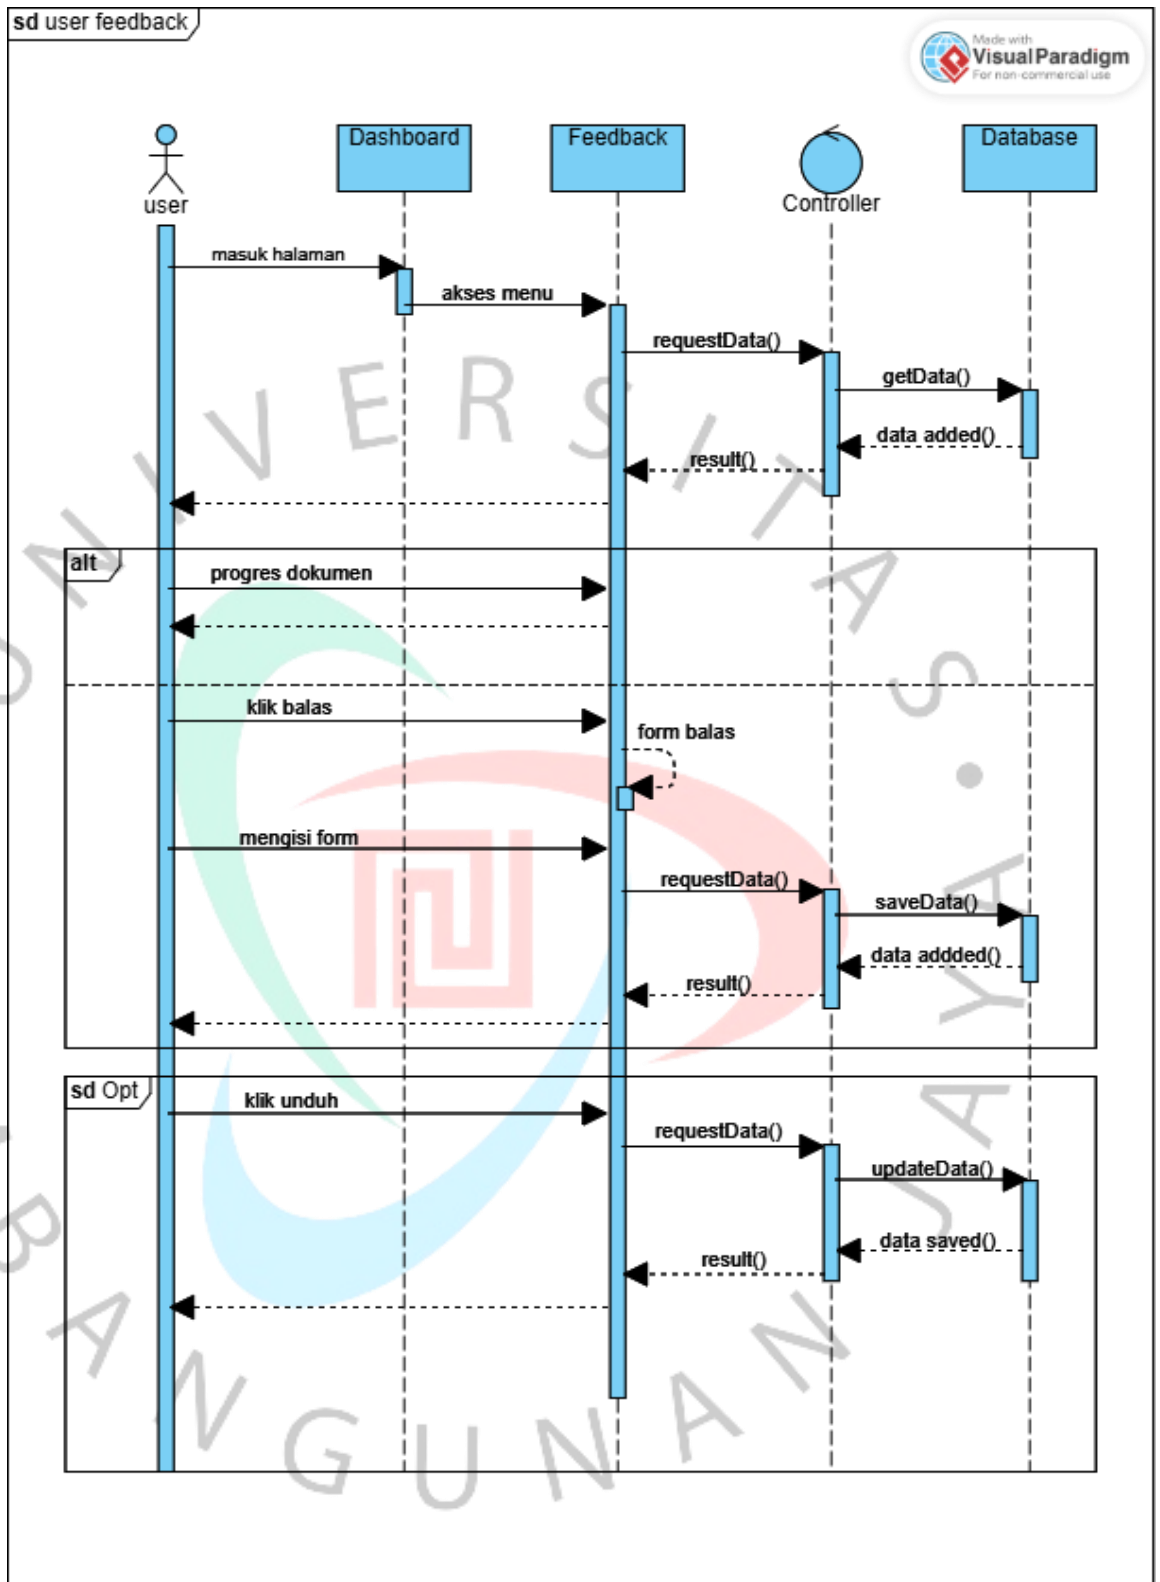 sd user feedback
Made with
Visual Paradigm
For non-commercial use
Dashboard
Feedback
Database
user
Controller
masuk halaman
akses menu
requestData()
getData()
data added()
result()
alt
progres dokumen
klik balas
form balas
mengisi form
requestData()
saveData()
data addded()
result()
sd Opt
klik unduh
requestData()
updateData()
data saved()
result()
UNIVERSITAS
BANGUNAN JAYA